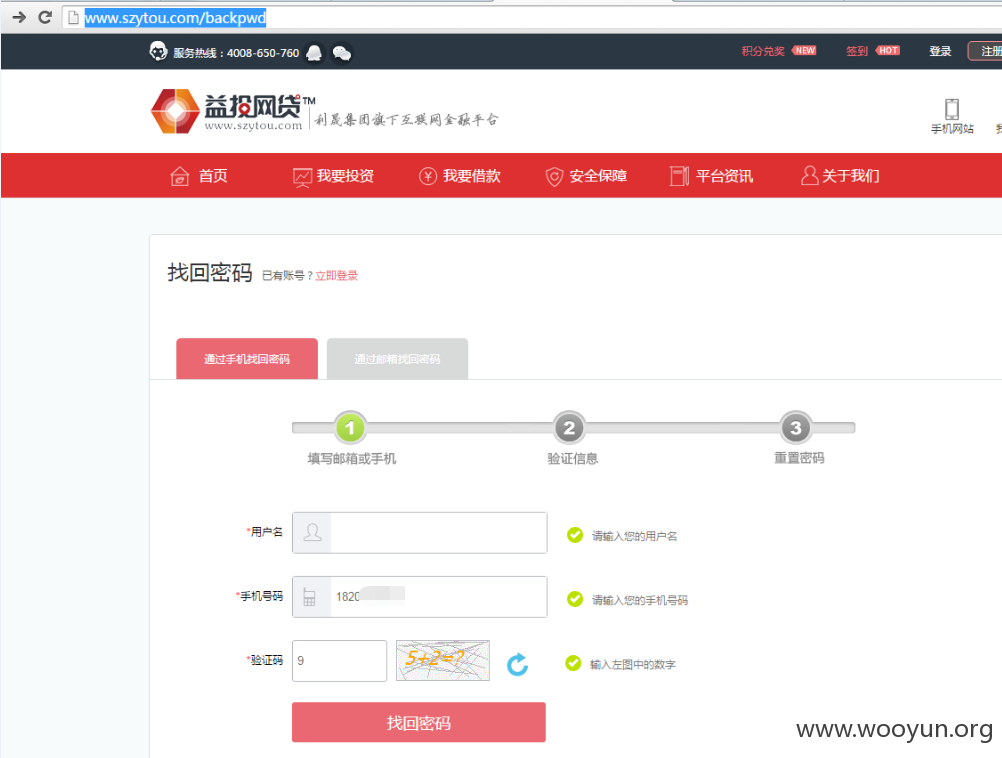 www.szytou.com/backpwd
服务热线：4008-650-760
积分兑奖 NEW 签到 HOT 登录 注册
益投网贷™
www.szytou.com
利晟集团旗下互联网金融平台
手机网站
首页 我要投资 我要借款 安全保障 平台资讯 关于我们
找回密码 已有账号？立即登录
通过手机找回密码 通过邮箱找回密码
1 2 3
填写邮箱或手机 验证信息 重置密码
*用户名 请输入您的用户名
*手机号码 1820 请输入您的手机号码
*验证码 9 5+2=? 输入左图中的数字
找回密码
www.wooyun.org